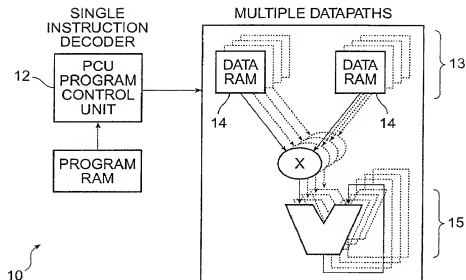 SINGLE
INSTRUCTION
DECODER
MULTIPLE DATAPATHS
12
PCU
PROGRAM
CONTROL
UNIT
PROGRAM
RAM
DATA
RAM
14
DATA
RAM
14
13
X
15
10